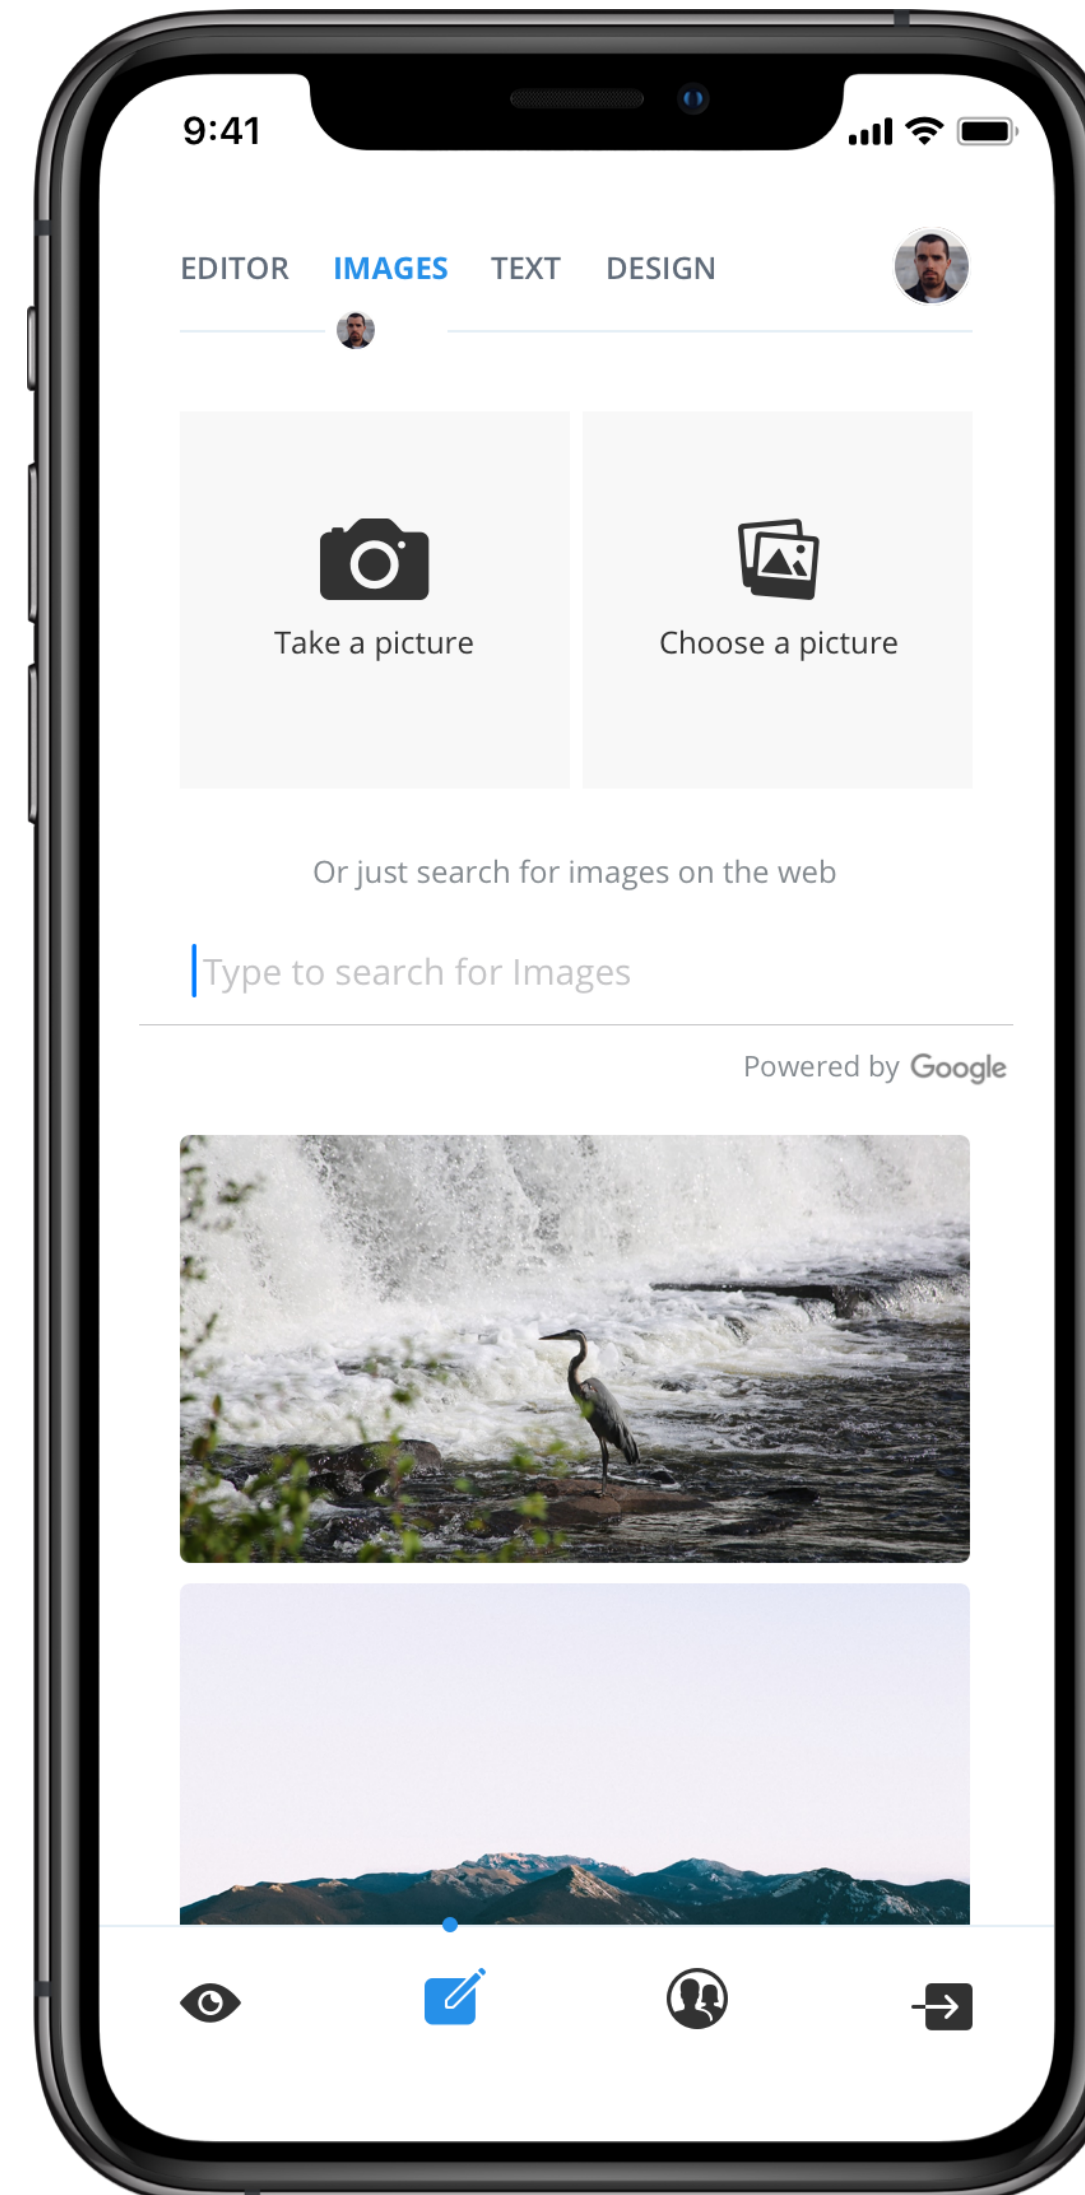 9:41
EDITOR IMAGES TEXT DESIGN
Take a picture Choose a picture
Or just search for images on the web
Type to search for Images
Powered by Google